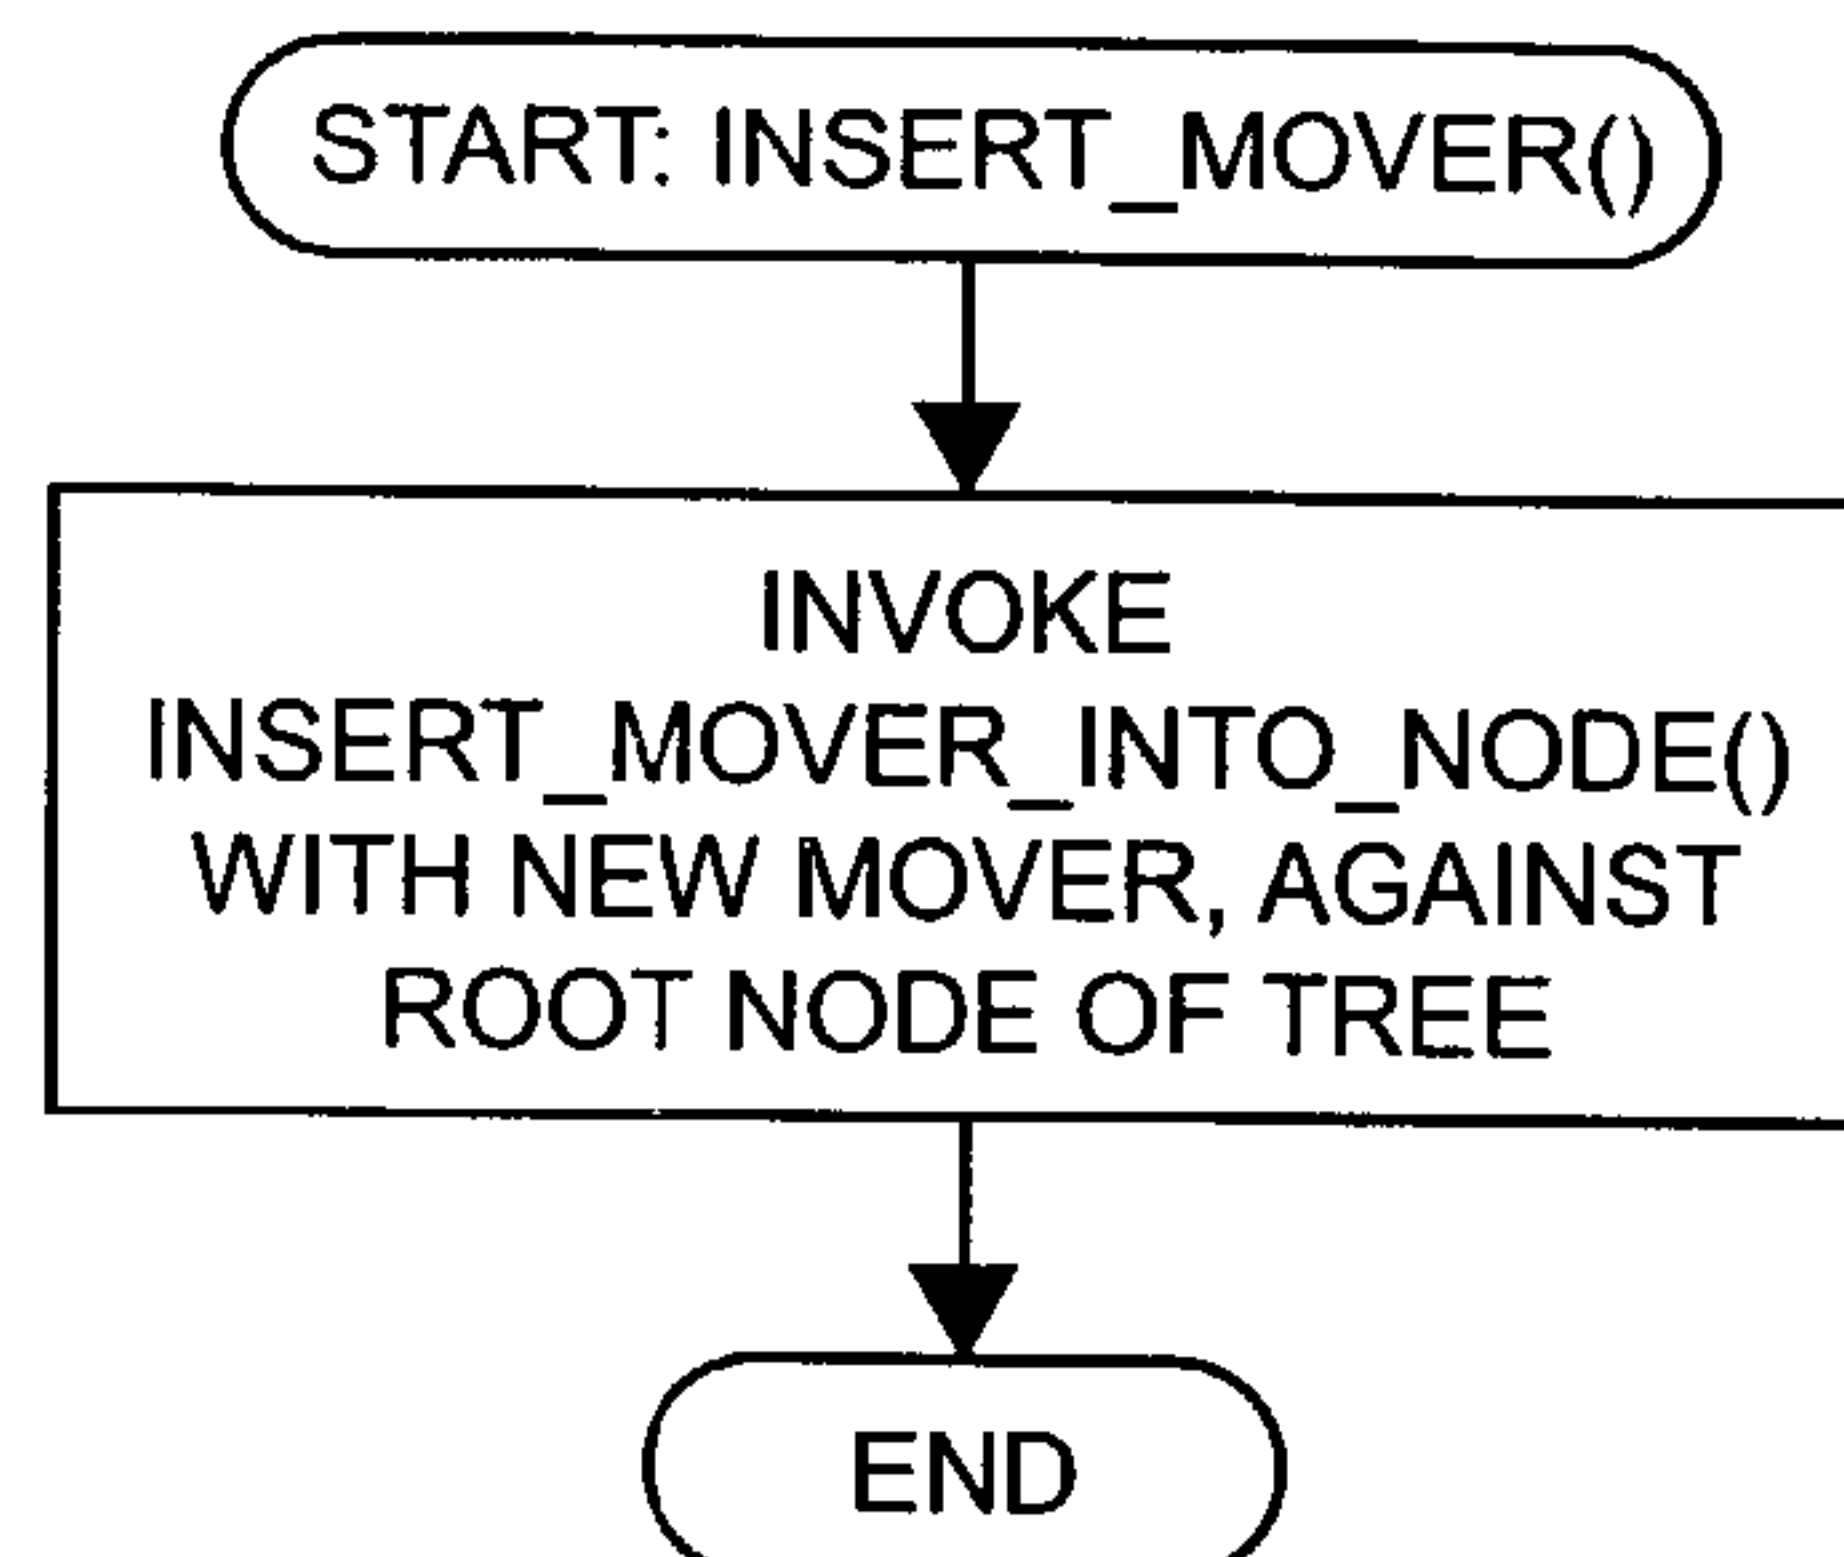 START: INSERT_MOVER()
INVOKE
INSERT_MOVER_INTO_NODE()
WITH NEW MOVER, AGAINST
ROOT NODE OF TREE
END